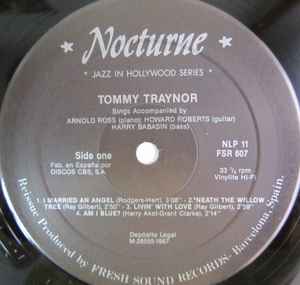 Nocturne
JAZZ IN HOLLYWOOD SERIES
TOMMY TRAYNOR
Sings Accompanied by
ARNOLD ROSS (piano) HOWARD ROBERTS (guitar)
HARRY BABASIN (bass)
Side one
Fab. en España por
DISCOS CBS, S.A.
NLP 11
FSR 607
33 ⅓ r.p.m.
Vinylite Hi-Fi
1.-I MARRIED AN ANGEL (Rodgers-Hart) 3'08" - 2.-'NEATH THE WILLOW
TREE (Ray Gilbert), 2'50" - 3. LIVIN' WITH LOVE (Ray Gilbert), 2'59"
4. AM I BLUE? (Harry Akst-Grant Clarke), 2'14"
Depósito Legal
M-26555-1987
Reissue Produced by FRESH SOUND RECORDS-Barcelona, Spain.